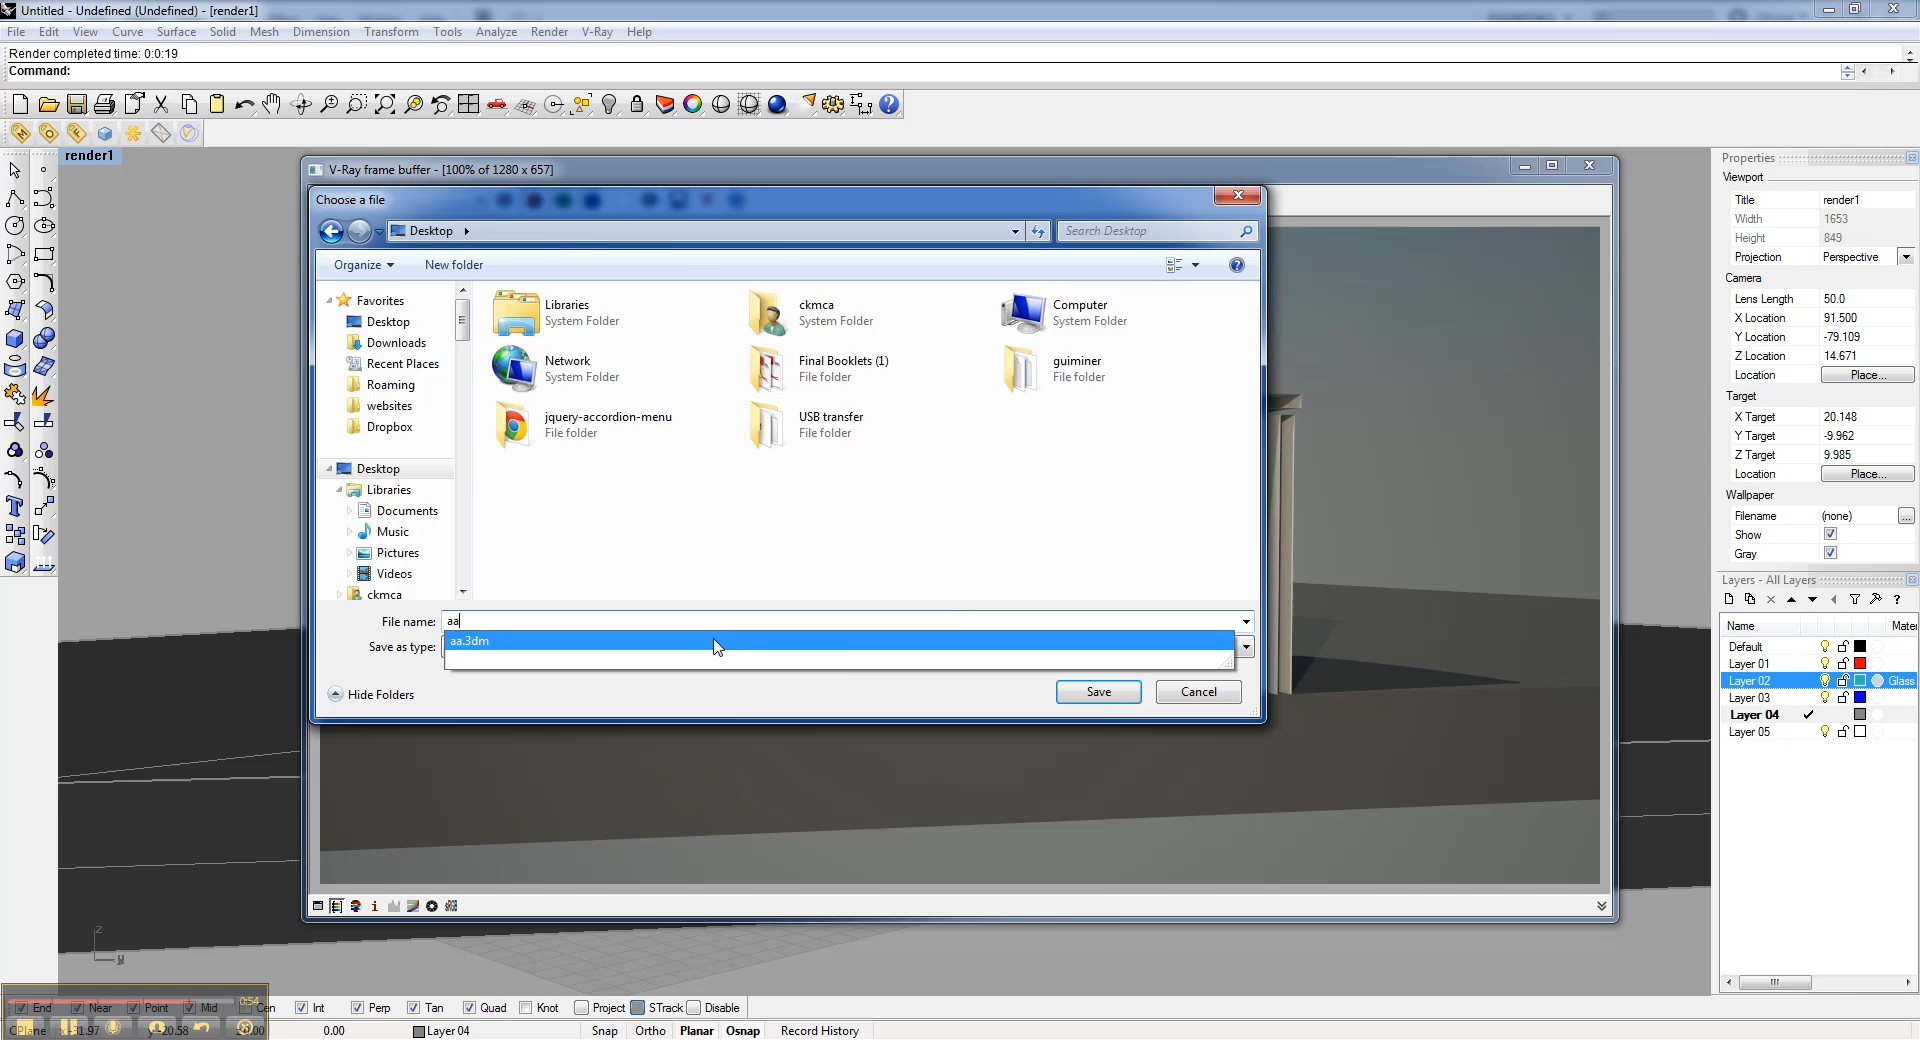 Untitled - Undefined (Undefined) - [render1]
File Edit View Curve Surface Solid Mesh Dimension Transform Tools Analyze Render V-Ray Help
Render completed time: 0:0:19
Command:
render1
V-Ray frame buffer - [100% of 1280 x 657]
Choose a file
Desktop
Search Desktop
Organize New folder
Favorites
Desktop
Downloads
Recent Places
Roaming
websites
Dropbox
Desktop
Libraries
Documents
Music
Pictures
Videos
ckmca
Libraries
System Folder
ckmca
System Folder
Computer
System Folder
Network
System Folder
Final Booklets (1)
File folder
guiminer
File folder
jquery-accordion-menu
File folder
USB transfer
File folder
File name: aa
aa.3dm
Save as type:
Hide Folders
Save
Cancel
Properties
Viewport
Title render1
Width 1653
Height 849
Projection Perspective
Camera
Lens Length 50.0
X Location 91.500
Y Location -79.109
Z Location 14.671
Location Place...
Target
X Target 20.148
Y Target -9.962
Z Target 9.985
Location Place...
Wallpaper
Filename (none) ...
Show
Gray
Layers - All Layers
Name Mater
Default
Layer 01
Layer 02 Glass
Layer 03
Layer 04
Layer 05
z
y
End Near Point Mid Cen Int Perp Tan Quad Knot Project STrack Disable
0:54
CPlane x -31.97 y -20.58 0.00 Layer 04 Snap Ortho Planar Osnap Record History